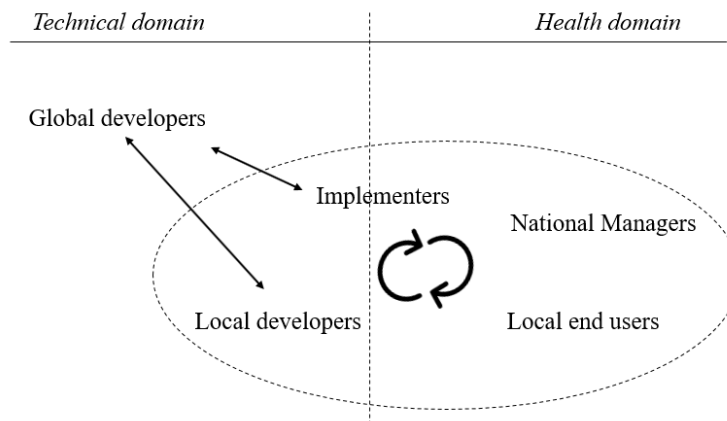 Technical domain
Health domain
Global developers
Implementers
National Managers
Local developers
Local end users